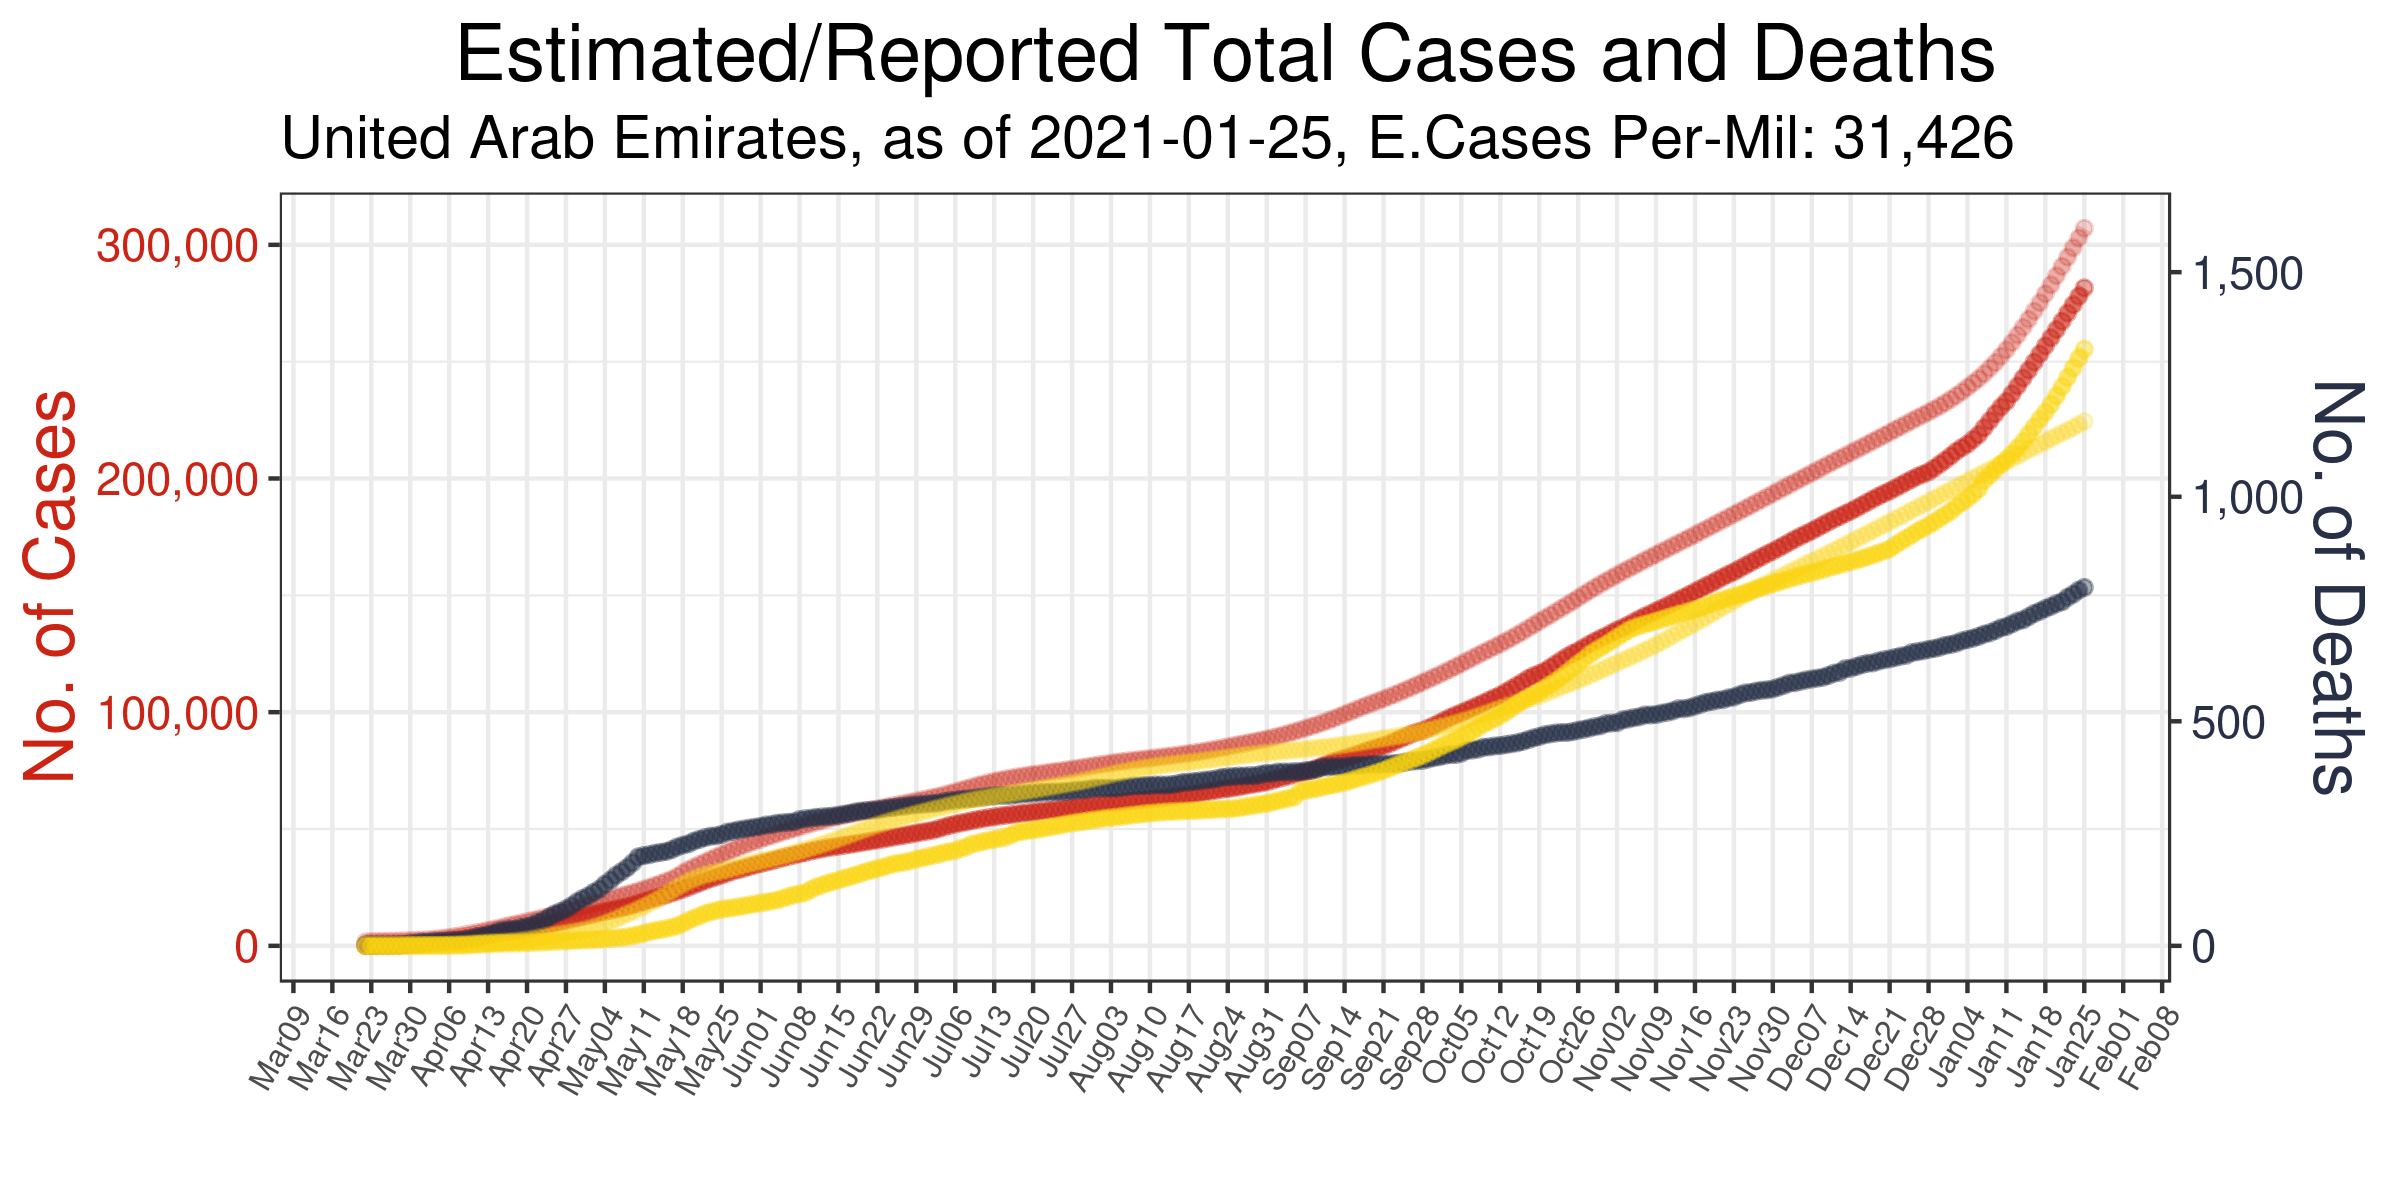 Estimated/Reported Total Cases and Deaths
United Arab Emirates, as of 2021-01-25, E.Cases Per-Mil: 31,426
No. of Cases
300,000
200,000
100,000
0
1,500
1,000
500
0
No. of Deaths
Mar09
Mar16
Mar23
Mar30
Apr06
Apr13
Apr20
Apr27
May04
May11
May18
May25
Jun01
Jun08
Jun15
Jun22
Jun29
Jul06
Jul13
Jul20
Jul27
Aug03
Aug10
Aug17
Aug24
Aug31
Sep07
Sep14
Sep21
Sep28
Oct05
Oct12
Oct19
Oct26
Nov02
Nov09
Nov16
Nov23
Nov30
Dec07
Dec14
Dec21
Dec28
Dec04
Jan11
Jan18
Jan25
Feb01
Feb08